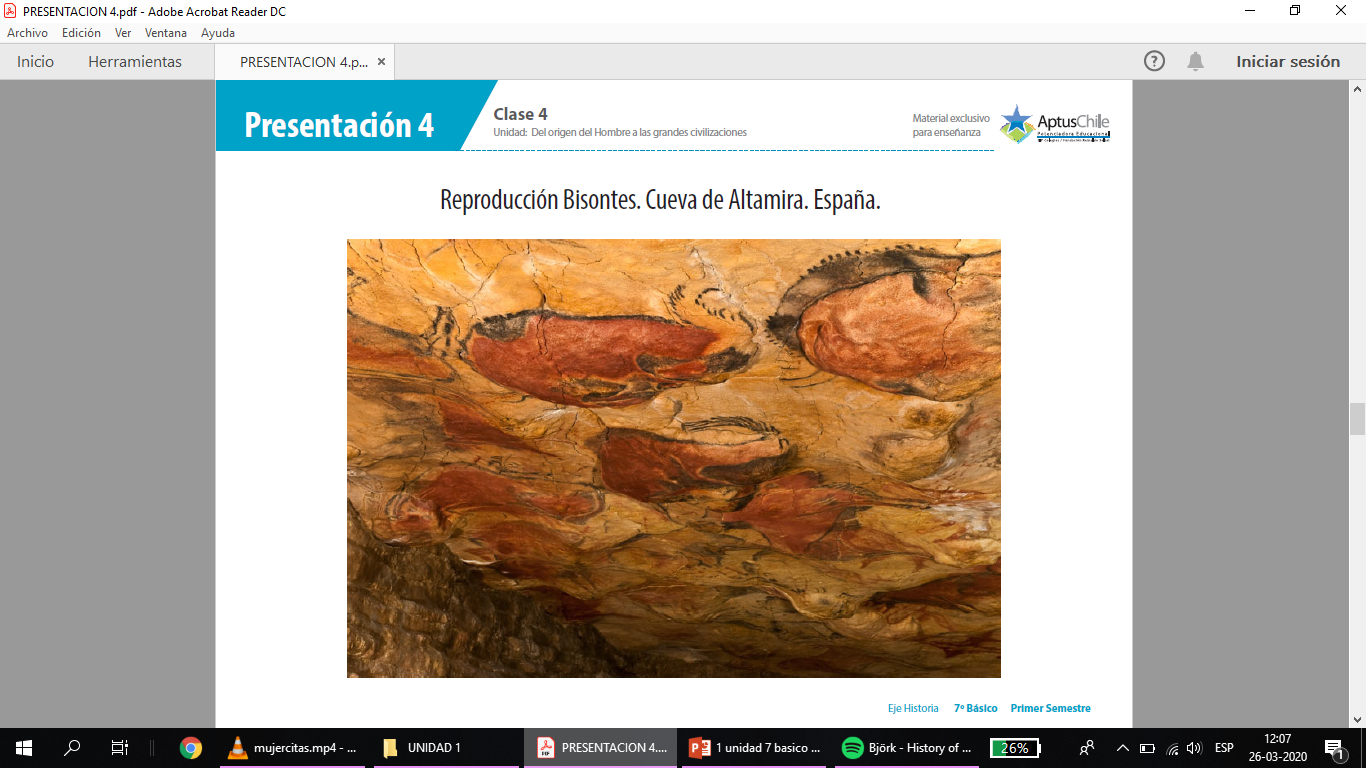 PRESENTACION 4.pdf - Adobe Acrobat Reader DC
Archivo Edición Ver Ventana Ayuda
Inicio Herramientas PRESENTACION 4.p... Iniciar sesión
Presentación 4
Clase 4
Unidad: Del origen del Hombre a las grandes civilizaciones
Material exclusivo
para enseñanza
AptusChile
Potenciadora Educacional
Reproducción Bisontes. Cueva de Altamira. España.
Eje Historia 7º Básico Primer Semestre
mujercitas.mp4 - ... UNIDAD 1 PRESENTACION 4.... 1 unidad 7 basico ... Björk - History of ... 26% ESP 12:07
26-03-2020 1